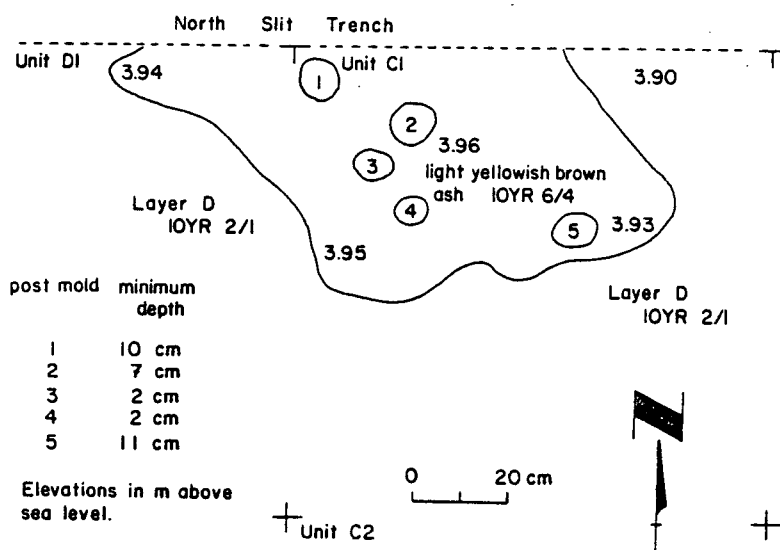 North Slit Trench
Unit D1
Unit C1
3.94
3.90
1
2
3.96
3
light yellowish brown
ash 10YR 6/4
4
Layer D
10YR 2/1
5
3.93
3.95
Layer D
10YR 2/1
post mold minimum
depth
1 10 cm
2 7 cm
3 2 cm
4 2 cm
5 11 cm
0 20 cm
Elevations in m above
sea level.
Unit C2
N